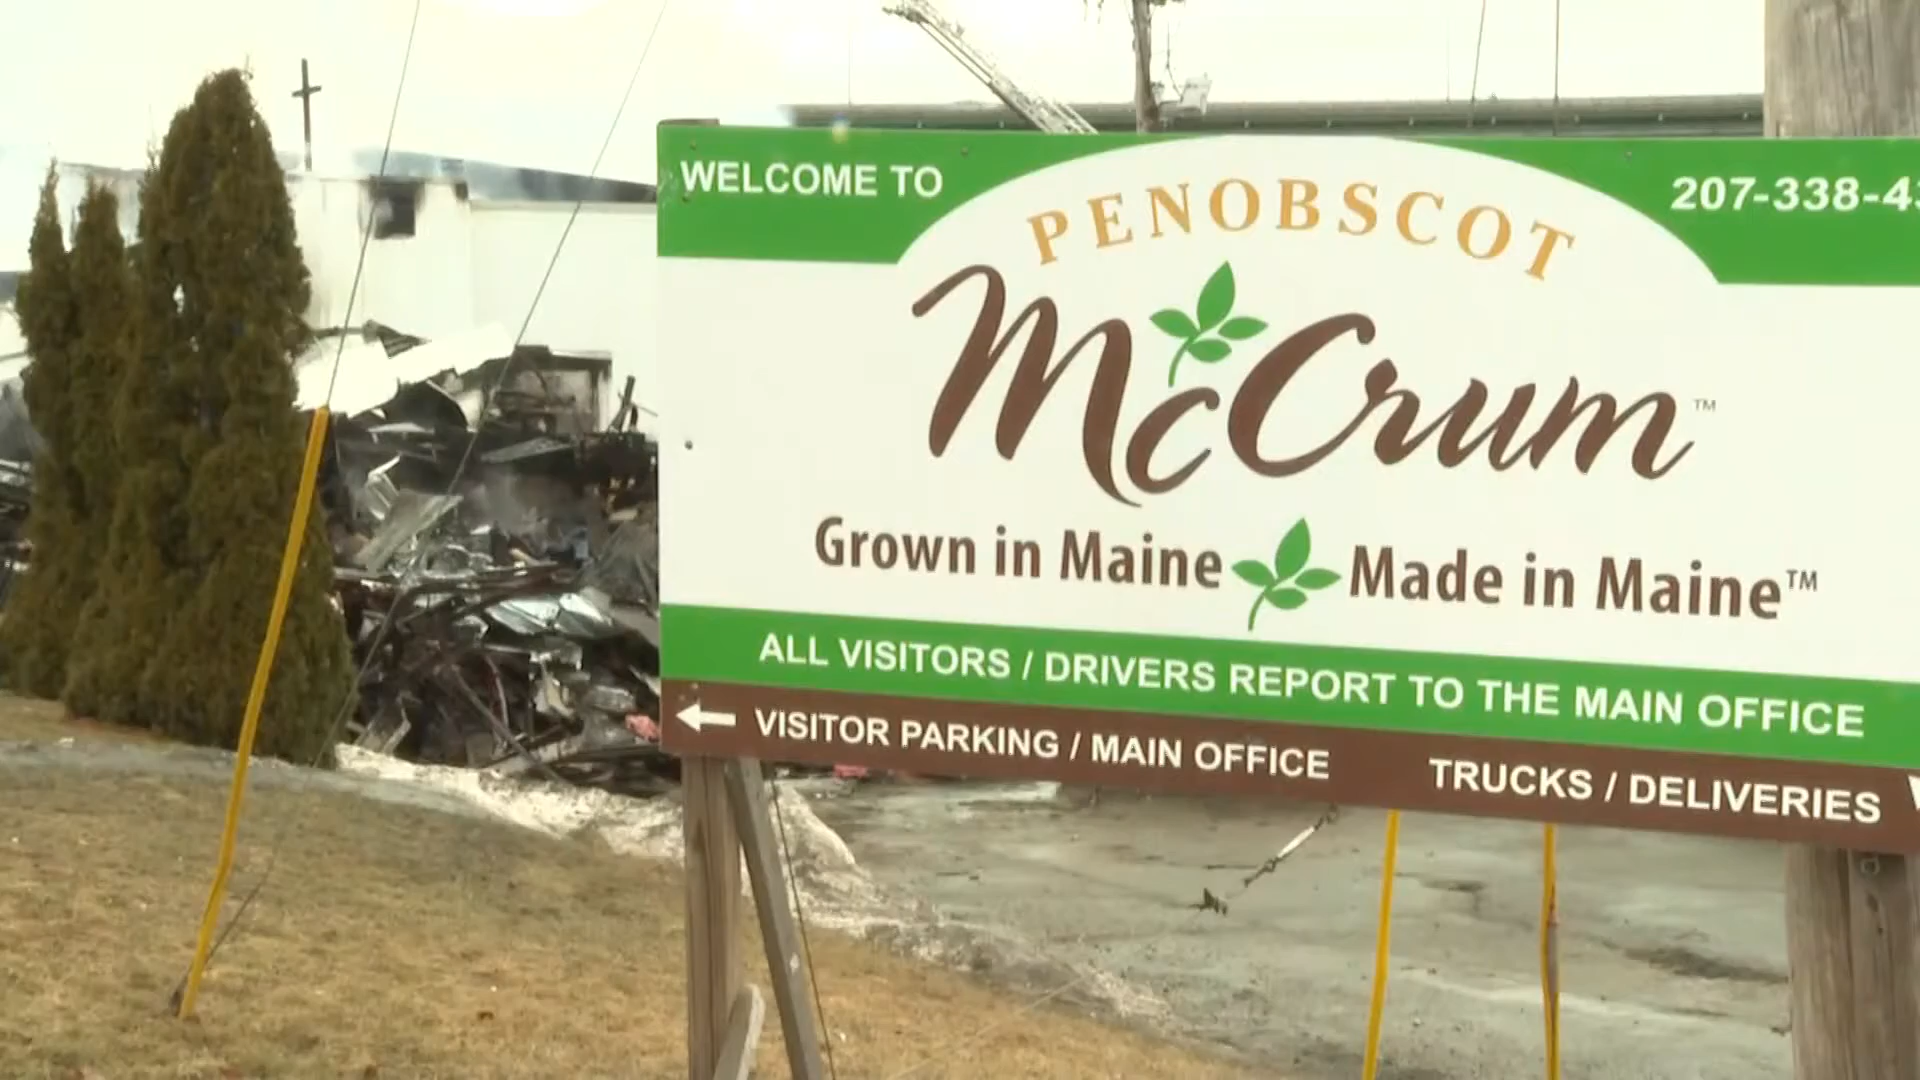 WELCOME TO
207-338-4
PENOBSCOT
McCrum™
Grown in Maine Made in Maine™
ALL VISITORS / DRIVERS REPORT TO THE MAIN OFFICE
VISITOR PARKING / MAIN OFFICE
TRUCKS / DELIVERIES